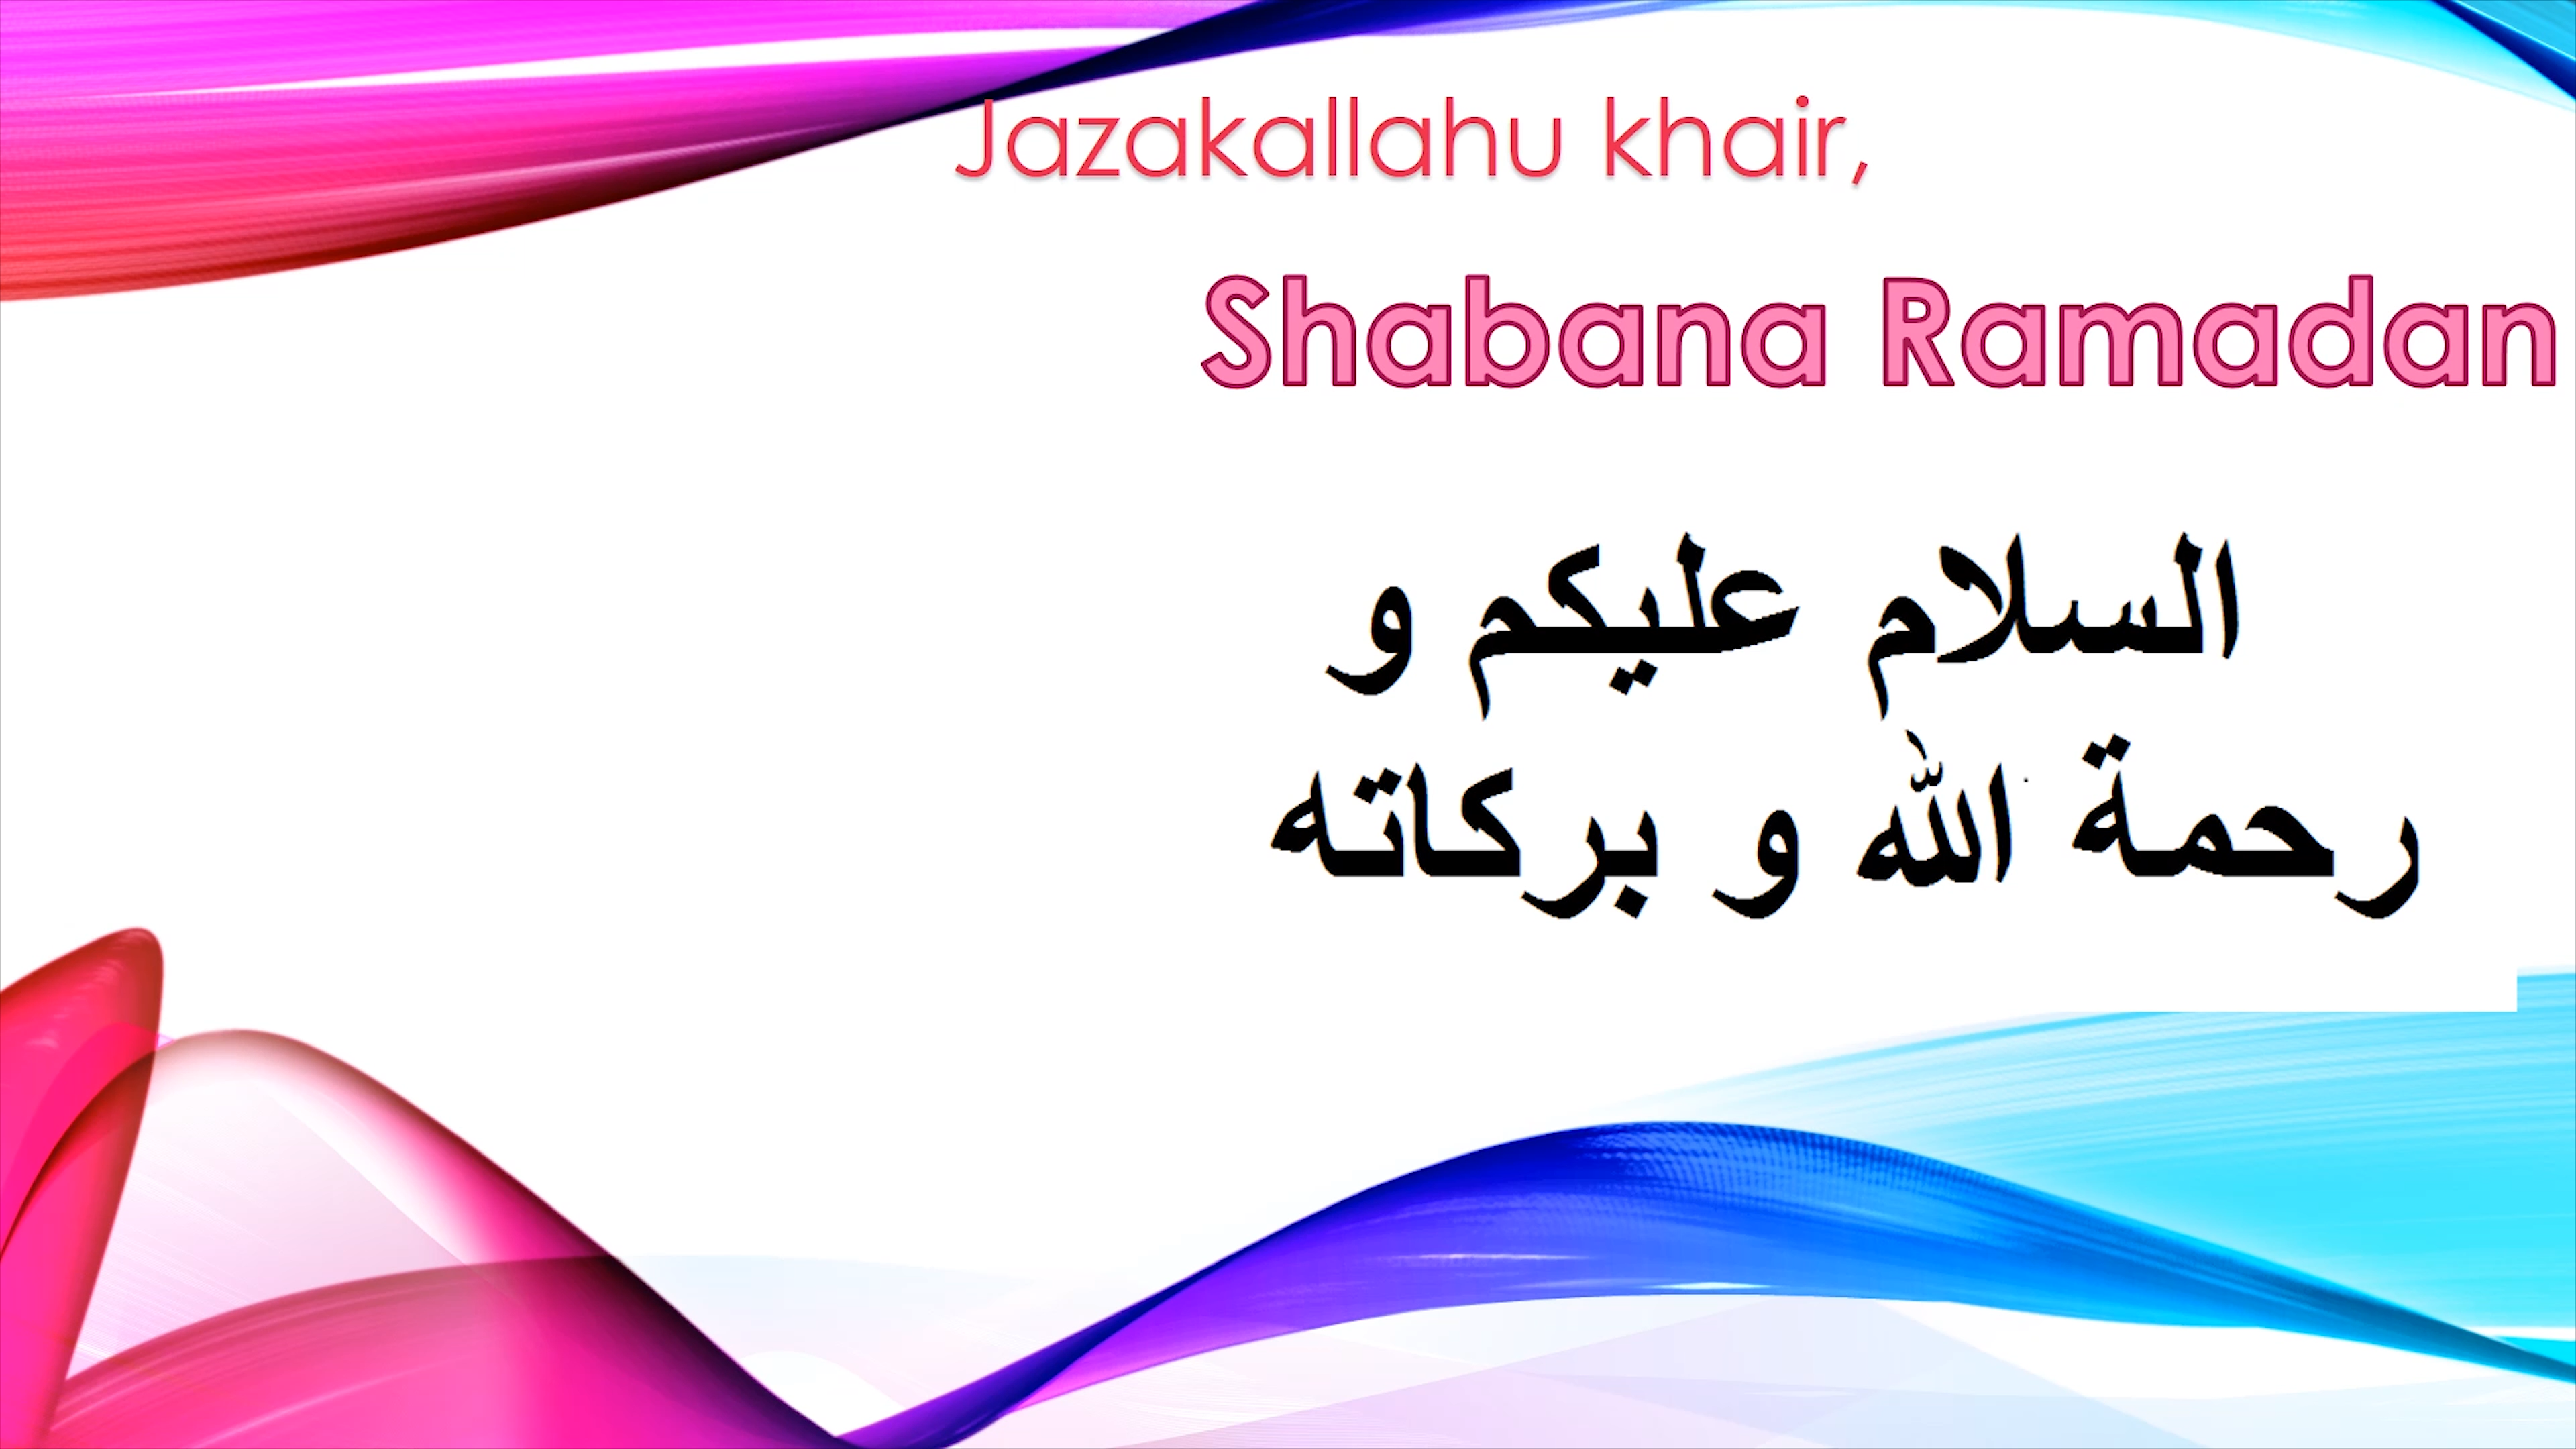 Jazakallahu khair,
Shabana Ramadan
السلام عليكم و
رحمة الله و بركاته